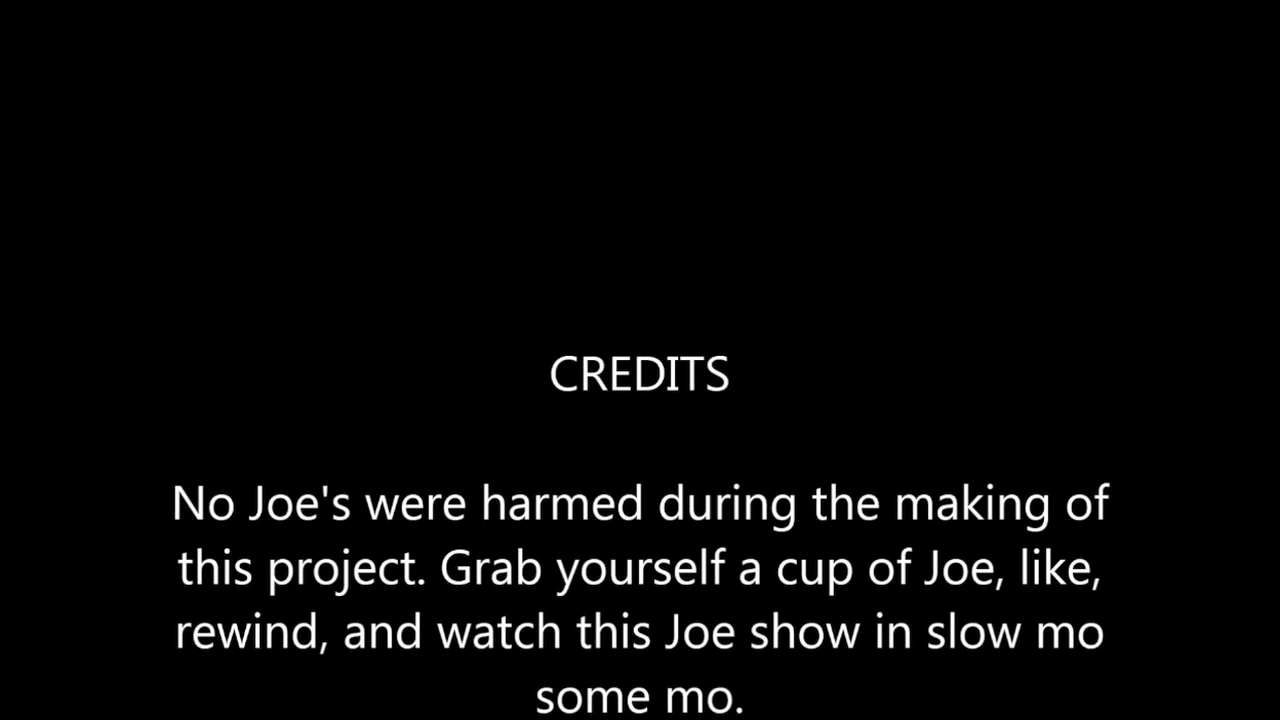 CREDITS
No Joe's were harmed during the making of
this project. Grab yourself a cup of Joe, like,
rewind, and watch this Joe show in slow mo
some mo.